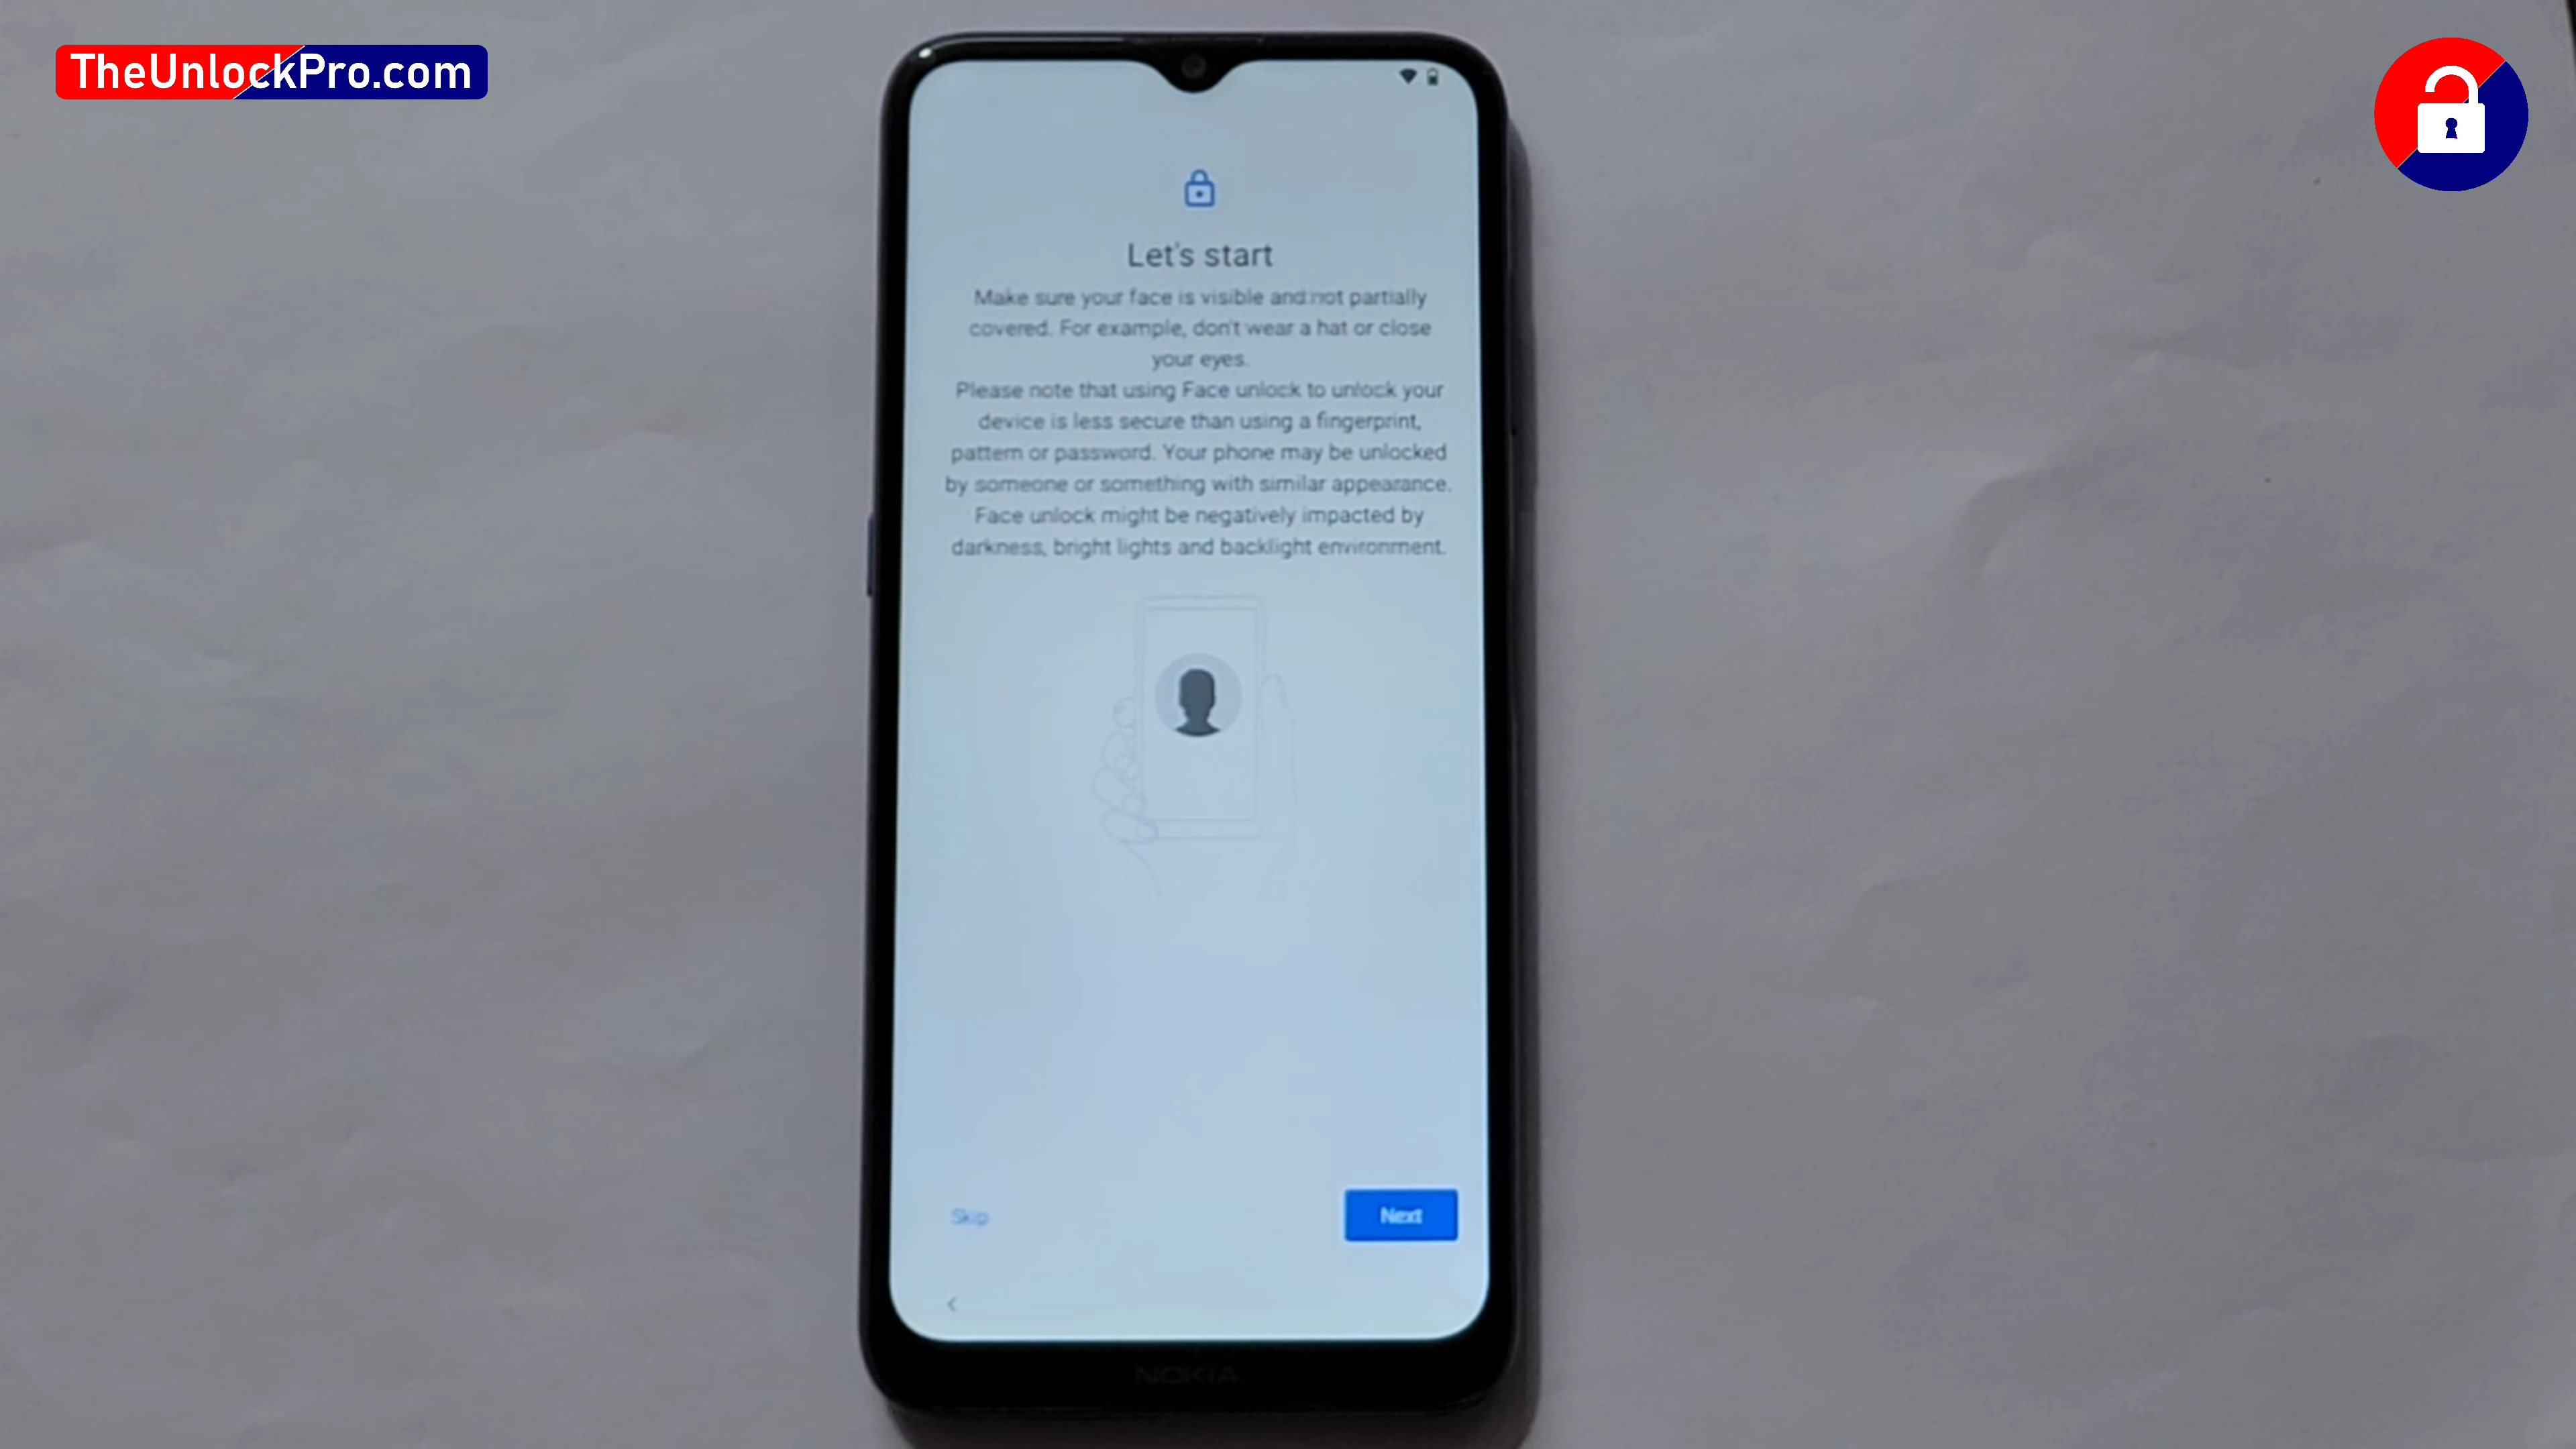 TheUnlockPro.com
Let's start
Make sure your face is visible and not partially
covered. For example, don't wear a hat or close
your eyes.
Please note that using Face unlock to unlock your
device is less secure than using a fingerprint,
pattern or password. Your phone may be unlocked
by someone or something with similar appearance.
Face unlock might be negatively impacted by
darkness, bright lights and backlight environment.
Skip
Next
NOKIA